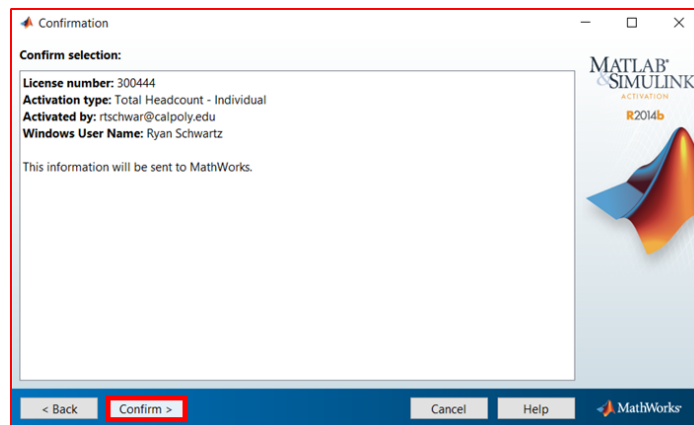 Confirmation
Confirm selection:
License number: 300444
Activation type: Total Headcount - Individual
Activated by: rtschwar@calpoly.edu
Windows User Name: Ryan Schwartz
This information will be sent to MathWorks.
MATLAB®
&SIMULINK
ACTIVATION
R2014b
< Back
Confirm >
Cancel
Help
MathWorks®